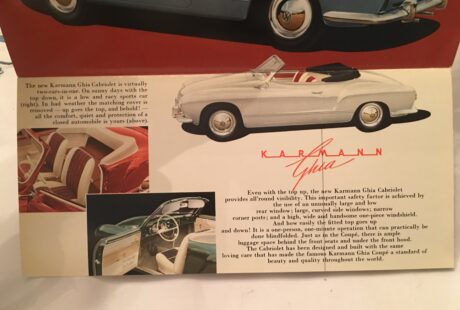 The new Karmann Ghia Cabriolet is virtually
two-cars-in-one. On sunny days with the
top down, it is a low and racy sports car
(right). In bad weather the matching cover is
removed — up goes the top, and behold! —
all the comfort, quiet and protection of a
closed automobile is yours (above).
KARMANN
Ghia
Even with the top up, the new Karmann Ghia Cabriolet
provides all'round visibility. This important safety factor is achieved
by the use of an unusually large and low
rear window; large, curved side windows; narrow
corner posts; and a high, wide and handsome one-piece windshield.
And how easily the fitted top goes up
and down! It is a one-person, one-minute operation that can practically be
done blindfolded. Just as in the Coupé, there is ample
luggage space behind the front seats and under the front hood.
The Cabriolet has been designed and built with the same
loving care that has made the famous Karmann Ghia Coupé a standard of
beauty and quality throughout the world.